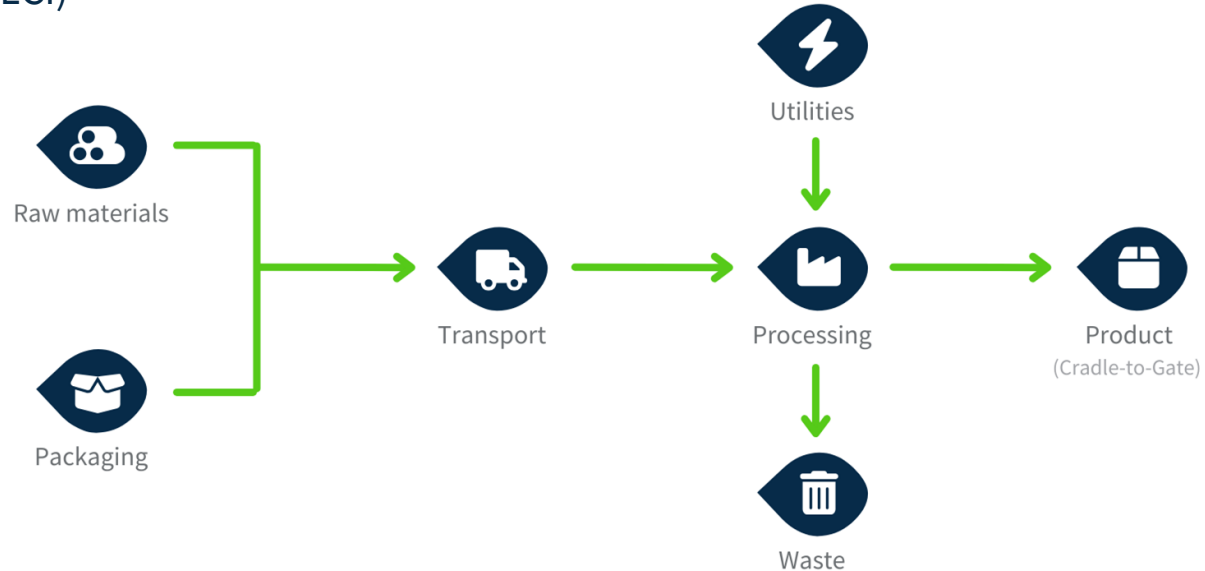 Utilities
Raw materials
Transport
Processing
Product
(Cradle-to-Gate)
Packaging
Waste